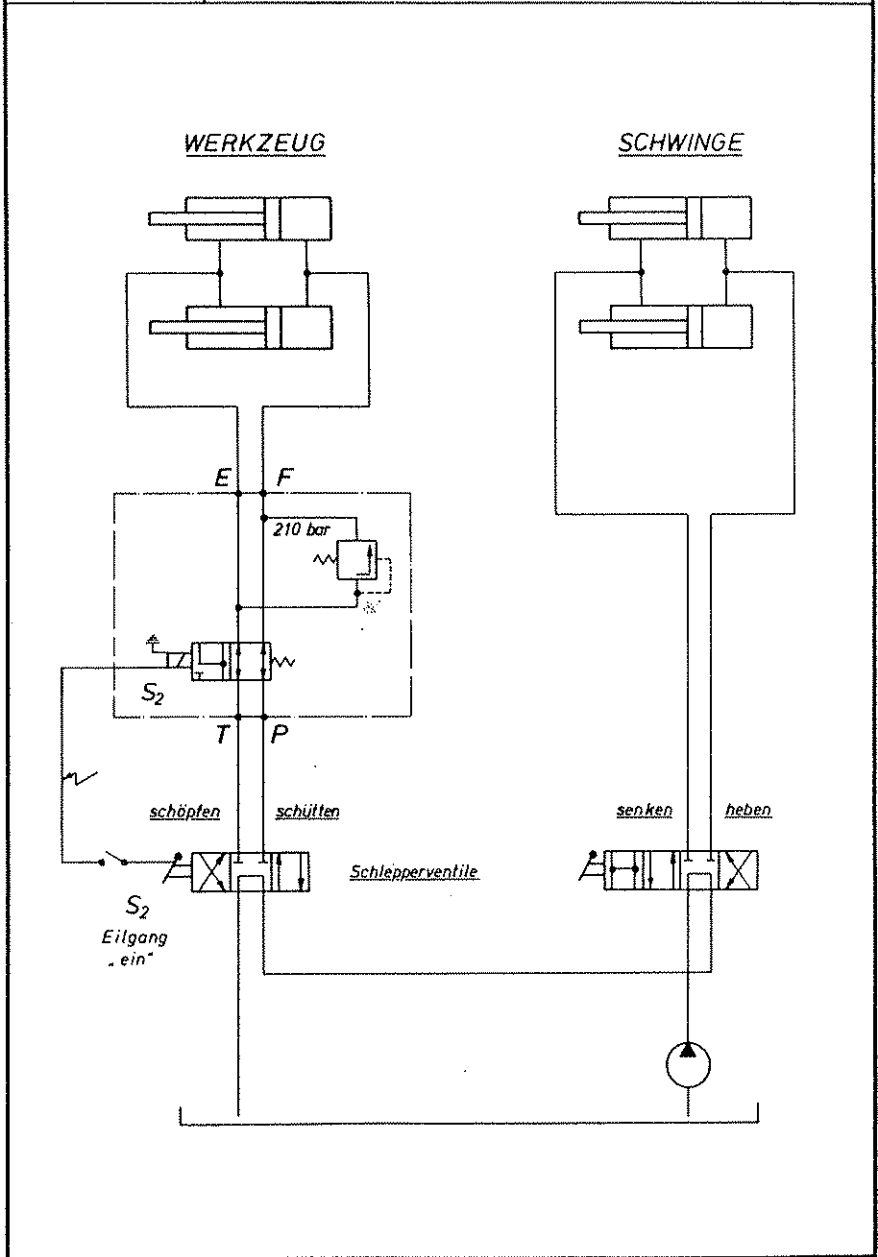 WERKZEUG
SCHWINGE
E
F
210 bar
S2
T
P
schöpfen
schütten
senken
heben
Schlepperventile
S2
Eilgang
„ein“